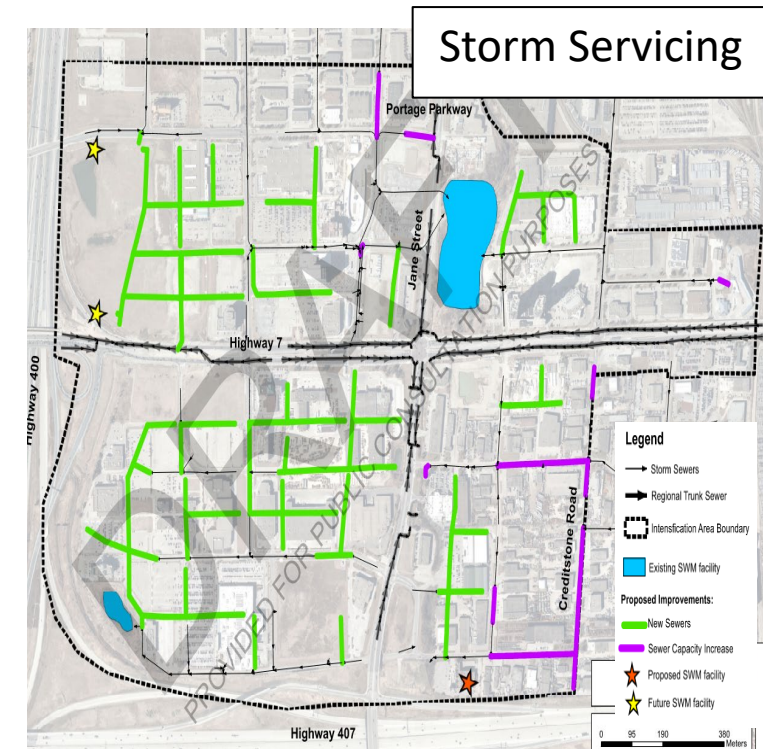 Storm Servicing
Portage Parkway
Jane Street
Highway 7
Highway 400
DRAFT
PROVIDED FOR PUBLIC CONSULTATION PURPOSES
Creditstone Road
Highway 407
Legend
Storm Sewers
Regional Trunk Sewer
Intensfication Area Boundary
Existing SWM facility
Proposed Improvements:
New Sewers
Sewer Capacity Increase
Proposed SWM facility
Future SWM facility
0 95 190 380
Meters